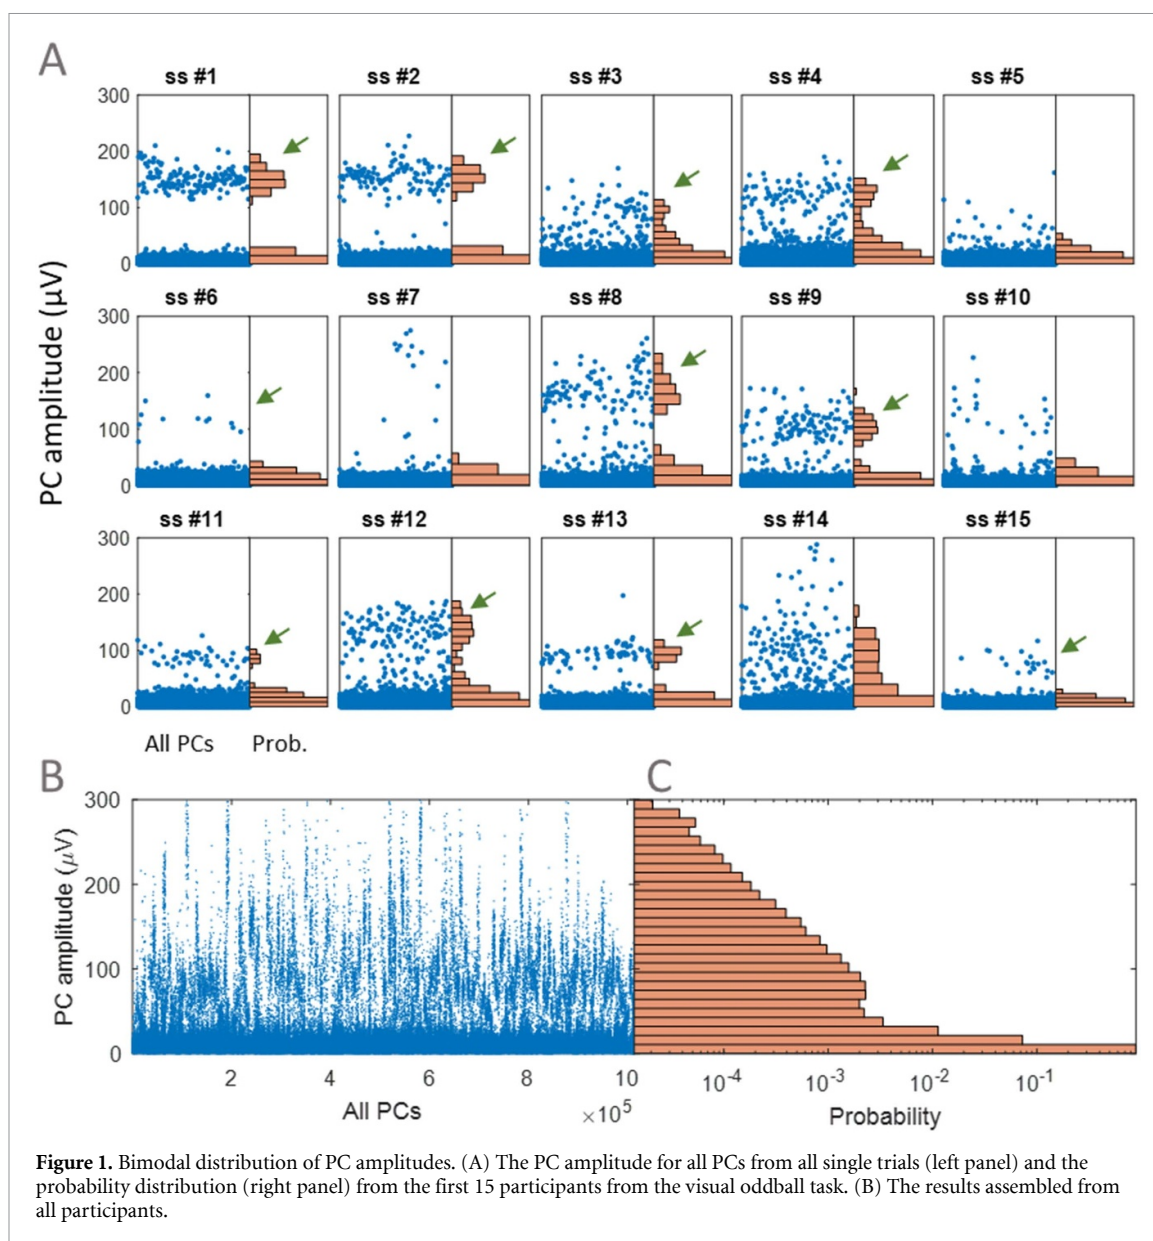 A
ss #1 ss #2 ss #3 ss #4 ss #5
300
200
100
0
ss #6 ss #7 ss #8 ss #9 ss #10
300
200
100
0
PC amplitude (μV)
ss #11 ss #12 ss #13 ss #14 ss #15
300
200
100
0
All PCs Prob.
B C
300
200
100
0
PC amplitude (μV)
2 4 6 8 10 10-4 10-3 10-2 10-1
×105
All PCs Probability
Figure 1. Bimodal distribution of PC amplitudes. (A) The PC amplitude for all PCs from all single trials (left panel) and the
probability distribution (right panel) from the first 15 participants from the visual oddball task. (B) The results assembled from
all participants.